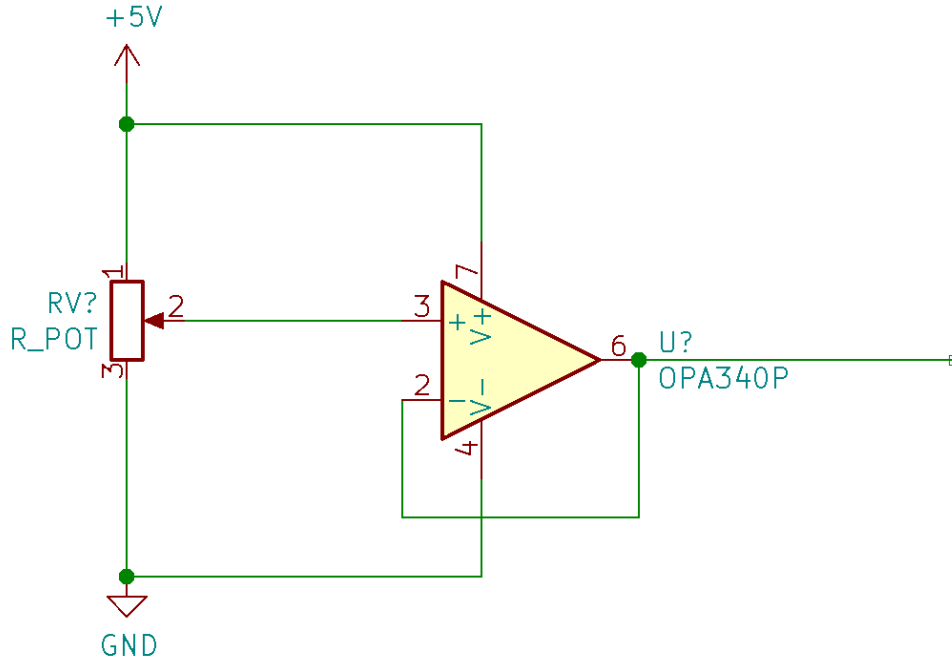 +5V
1
RV?
R_POT
2
3
3
+
V+
7
2
−
V-
4
6
U?
OPA340P
GND